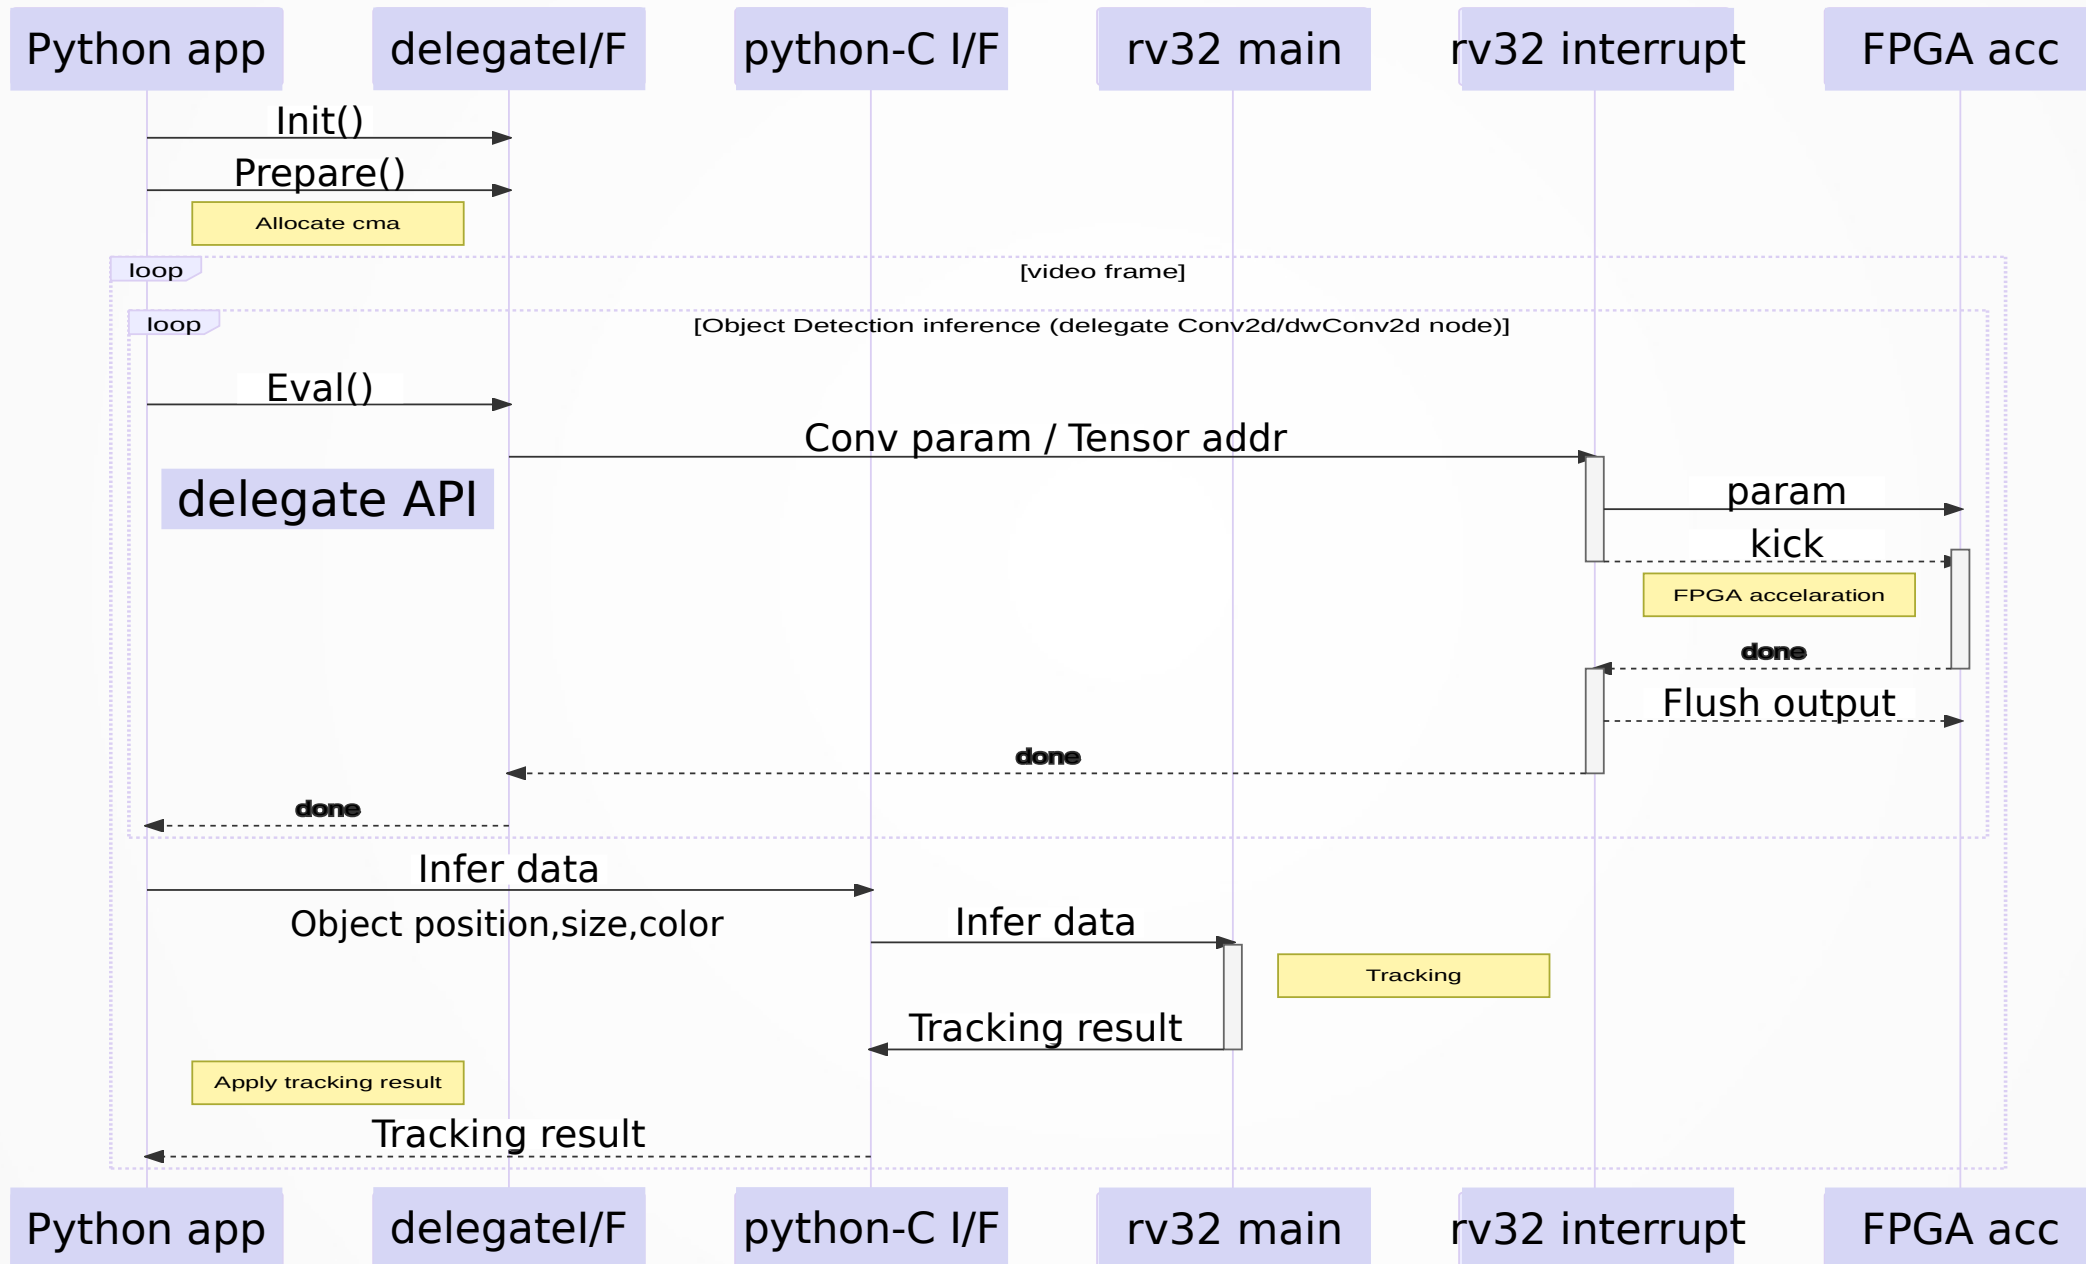 Python app
delegateI/F
python-C I/F
rv32 main
rv32 interrupt
FPGA acc
Init()
Prepare()
Allocate cma
loop
[video frame]
loop
[Object Detection inference (delegate Conv2d/dwConv2d node)]
Eval()
Conv param / Tensor addr
delegate API
param
kick
FPGA accelaration
done
Flush output
done
done
Infer data
Object position,size,color
Infer data
Tracking
Tracking result
Apply tracking result
Tracking result
Python app
delegateI/F
python-C I/F
rv32 main
rv32 interrupt
FPGA acc